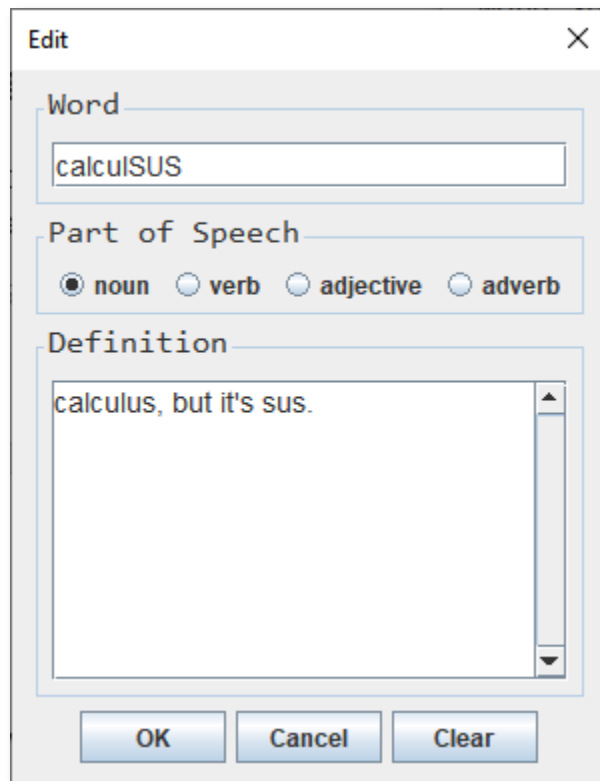 Edit
Word
calculSUS
Part of Speech
noun verb adjective adverb
Definition
calculus, but it's sus.
OK Cancel Clear